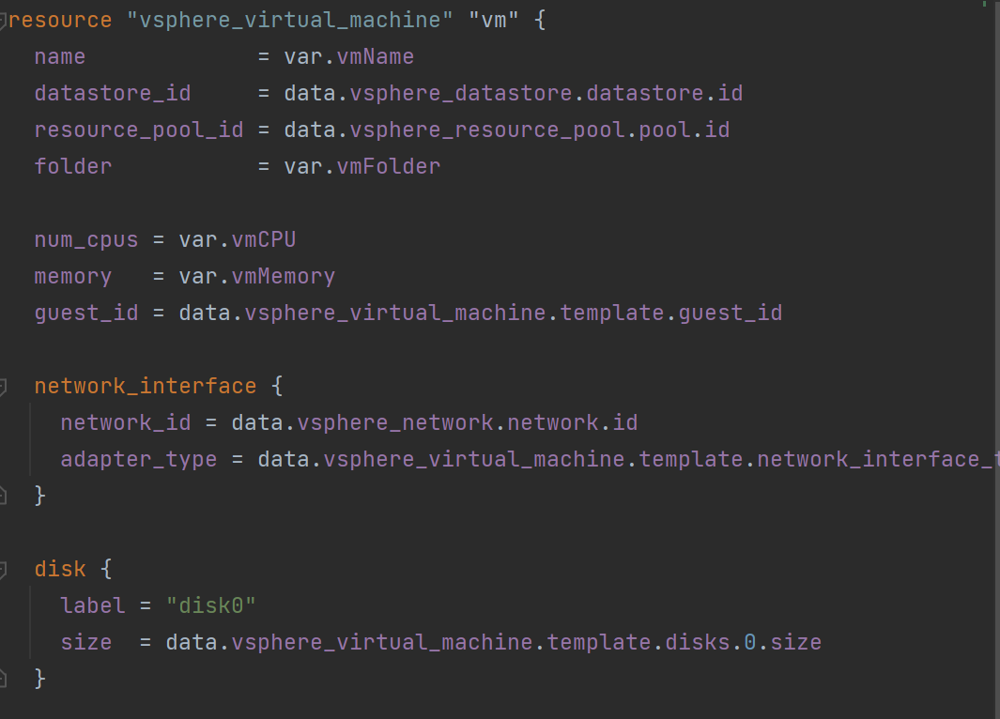 resource "vsphere_virtual_machine" "vm" {
  name             = var.vmName
  datastore_id     = data.vsphere_datastore.datastore.id
  resource_pool_id = data.vsphere_resource_pool.pool.id
  folder           = var.vmFolder
  num_cpus = var.vmCPU
  memory   = var.vmMemory
  guest_id = data.vsphere_virtual_machine.template.guest_id
  network_interface {
    network_id = data.vsphere_network.network.id
    adapter_type = data.vsphere_virtual_machine.template.network_interface_
  }
  disk {
    label = "disk0"
    size  = data.vsphere_virtual_machine.template.disks.0.size
  }